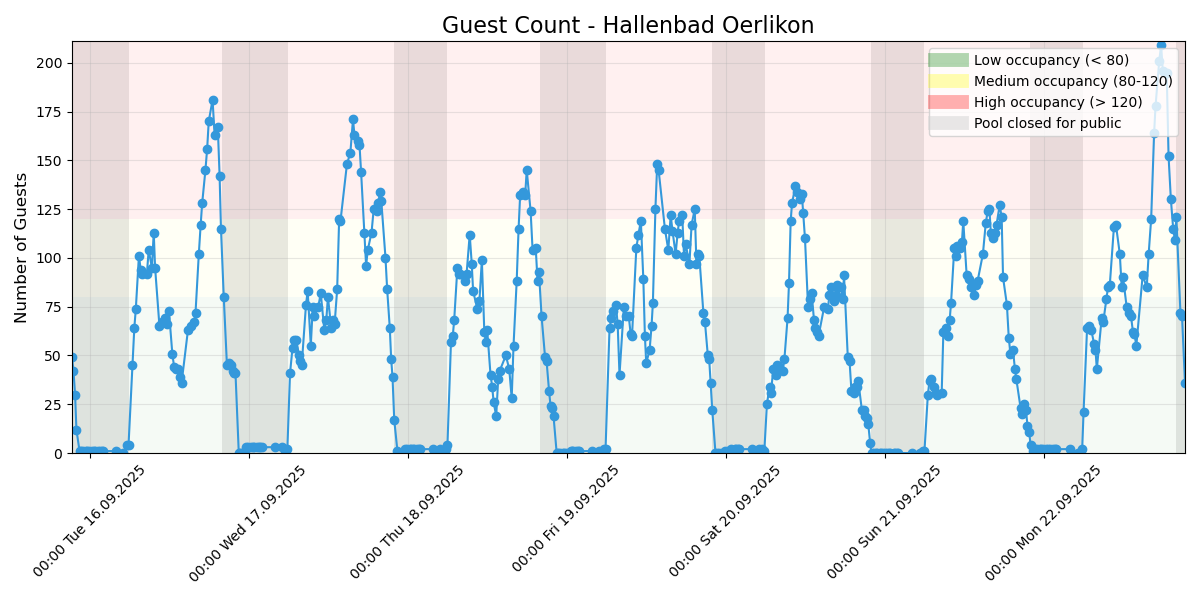 Guest Count - Hallenbad Oerlikon
Number of Guests
200
175
150
125
100
75
50
25
0
Low occupancy (< 80)
Medium occupancy (80-120)
High occupancy (> 120)
Pool closed for public
00:00 Tue 16.09.2025
00:00 Wed 17.09.2025
00:00 Thu 18.09.2025
00:00 Fri 19.09.2025
00:00 Sat 20.09.2025
00:00 Sun 21.09.2025
00:00 Mon 22.09.2025